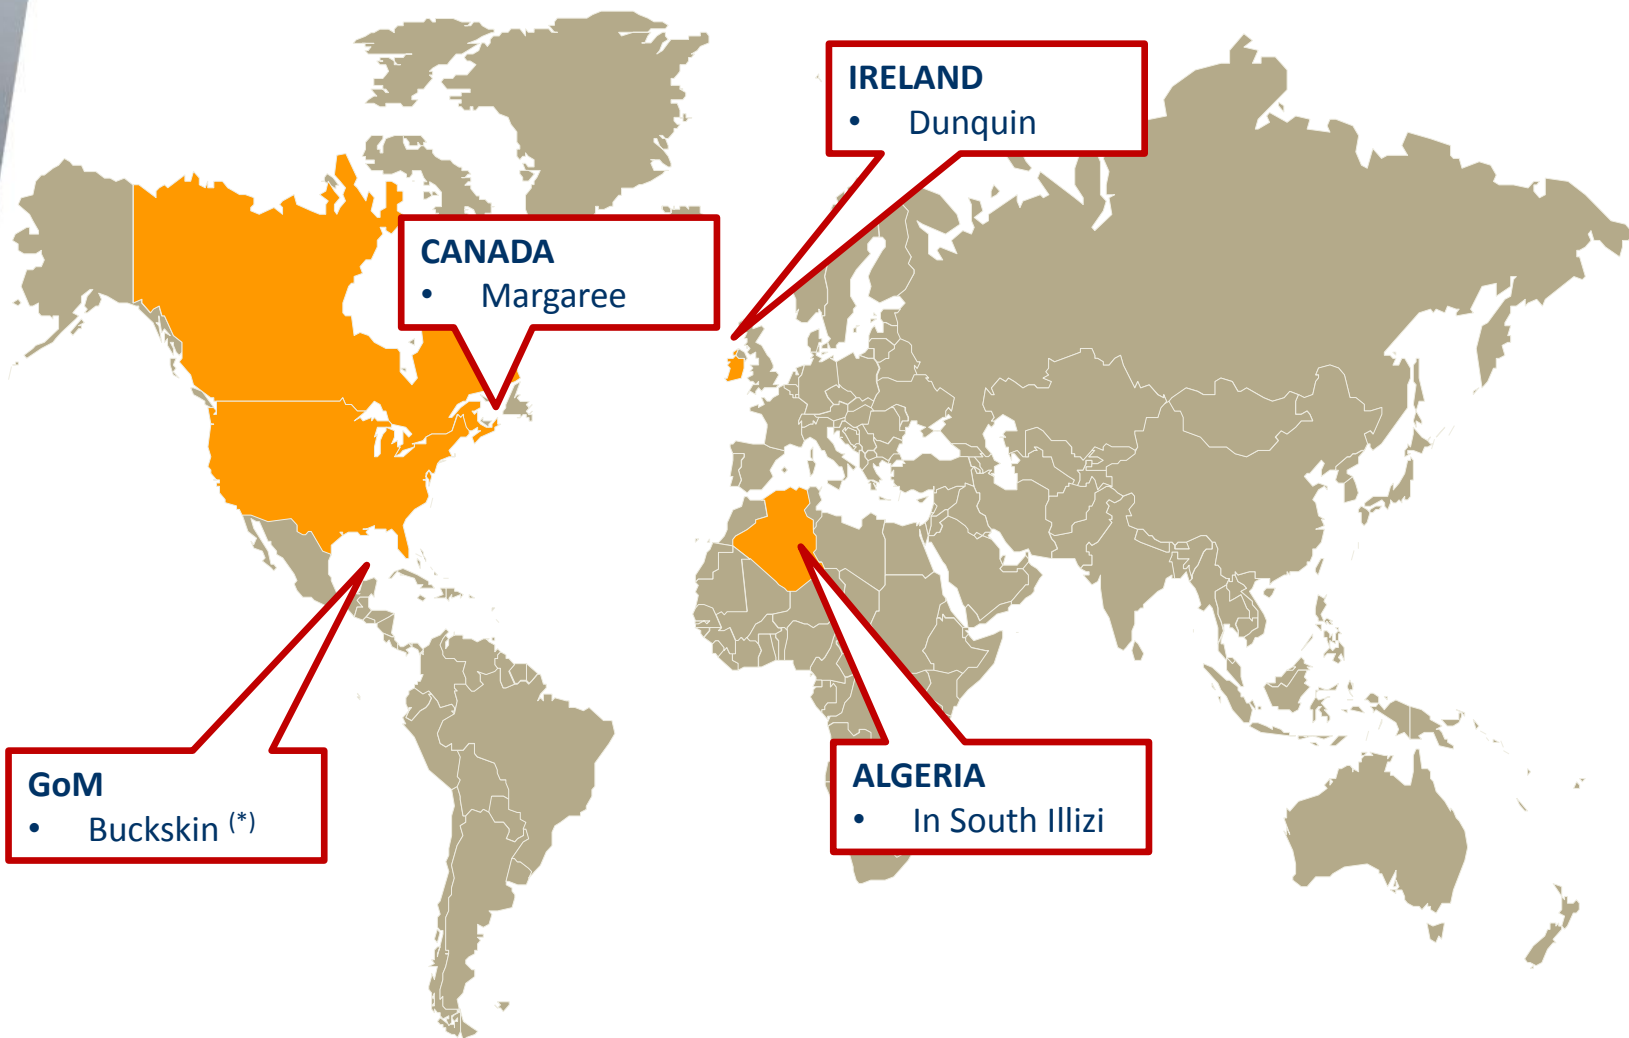 IRELAND
• Dunquin
CANADA
• Margaree
GoM
• Buckskin (*)
ALGERIA
• In South Illizi